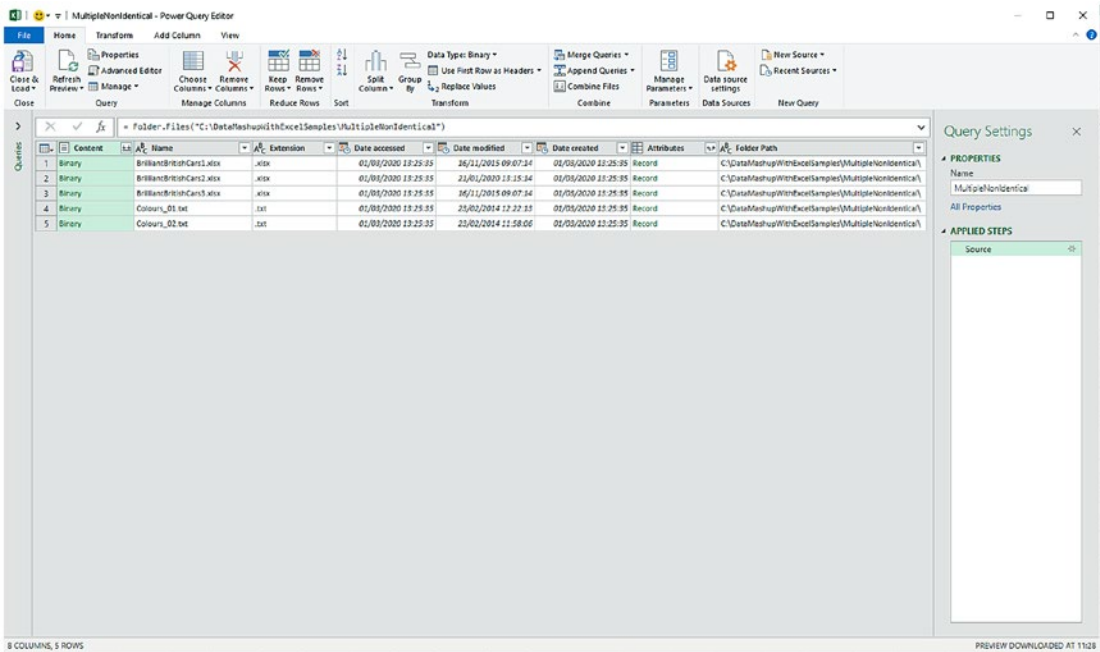 MultipleNonIdentical - Power Query Editor
File Home Transform Add Column View
Close & Load
Close
Refresh Preview
Properties
Advanced Editor
Manage
Query
Choose Columns
Remove Columns
Manage Columns
Keep Rows
Remove Rows
Reduce Rows
Sort
Split Column
Group By
Data Type: Binary
Use First Row as Headers
Replace Values
Transform
Merge Queries
Append Queries
Combine Files
Combine
Manage Parameters
Parameters
Data source settings
Data Sources
New Source
Recent Sources
New Query
Queries
fx = Folder.Files("C:\DataMashupWithExcelSamples\MultipleNonIdentical")
Content Name Extension Date accessed Date modified Date created Attributes Folder Path
1 Binary BrilliantBritishCars1.xlsx .xlsx 01/03/2020 13:25:35 16/11/2015 09:07:14 01/03/2020 13:25:35 Record C:\DataMashupWithExcelSamples\MultipleNonIdentical\
2 Binary BrilliantBritishCars2.xlsx .xlsx 01/03/2020 13:25:35 21/01/2020 13:15:14 01/03/2020 13:25:35 Record C:\DataMashupWithExcelSamples\MultipleNonIdentical\
3 Binary BrilliantBritishCars3.xlsx .xlsx 01/03/2020 13:25:35 16/11/2015 09:07:14 01/03/2020 13:25:35 Record C:\DataMashupWithExcelSamples\MultipleNonIdentical\
4 Binary Colours_01.txt .txt 01/03/2020 13:25:35 23/02/2014 12:22:13 01/03/2020 13:25:35 Record C:\DataMashupWithExcelSamples\MultipleNonIdentical\
5 Binary Colours_02.txt .txt 01/03/2020 13:25:35 23/02/2014 11:58:06 01/03/2020 13:25:35 Record C:\DataMashupWithExcelSamples\MultipleNonIdentical\
Query Settings
PROPERTIES
Name
MultipleNonIdentical
All Properties
APPLIED STEPS
Source
8 COLUMNS, 5 ROWS
PREVIEW DOWNLOADED AT 11:28